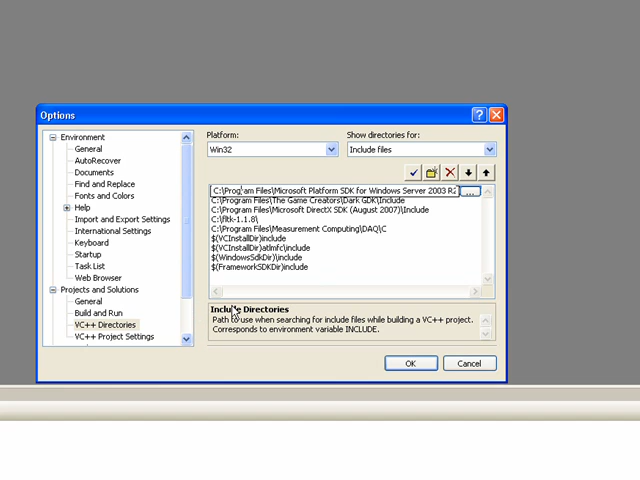 Options
Environment
General
AutoRecover
Documents
Find and Replace
Fonts and Colors
Help
Import and Export Settings
International Settings
Keyboard
Startup
Task List
Web Browser
Projects and Solutions
General
Build and Run
VC++ Directories
VC++ Project Settings
Platform:
Win32
Show directories for:
Include files
C:\Program Files\Microsoft Platform SDK for Windows Server 2003 R2
...
C:\Program Files\The Game Creators\Dark GDK\Include
C:\Program Files\Microsoft DirectX SDK (August 2007)\Include
C:\fltk-1.1.8\
C:\Program Files\Measurement Computing\DAQ\C
$(VCInstallDir)include
$(VCInstallDir)atlmfc\include
$(WindowsSdkDir)\include
$(FrameworkSDKDir)include
Include Directories
Path to use when searching for include files while building a VC++ project.
Corresponds to environment variable INCLUDE.
OK
Cancel